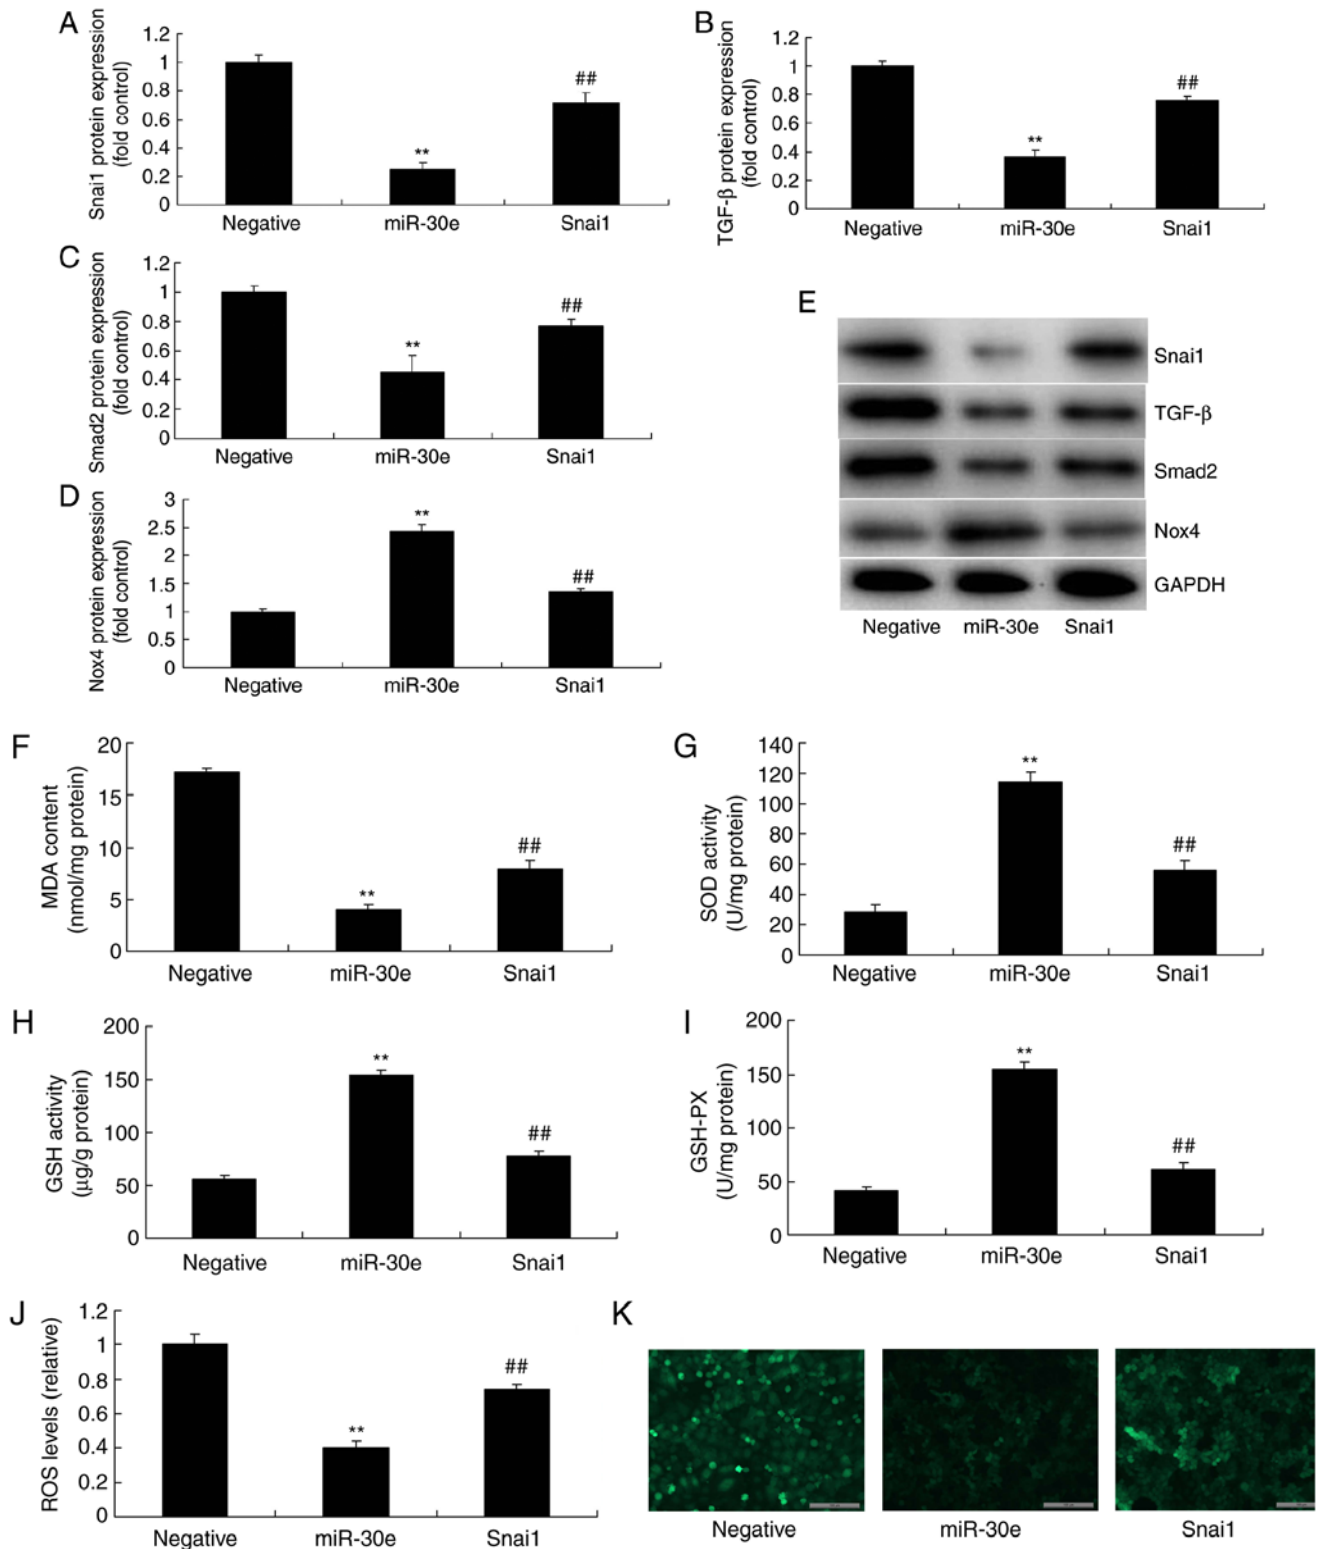 A
Snai1 protein expression
(fold control)
1.2
1
0.8
0.6
0.4
0.2
0
**
##
Negative miR-30e Snai1
B
TGF-β protein expression
(fold control)
1.2
1
0.8
0.6
0.4
0.2
0
**
##
Negative miR-30e Snai1
C
Smad2 protein expression
(fold control)
1.2
1
0.8
0.6
0.4
0.2
0
**
##
Negative miR-30e Snai1
D
Nox4 protein expression
(fold control)
3
2.5
2
1.5
1
0.5
0
**
##
Negative miR-30e Snai1
E
Snai1
TGF-β
Smad2
Nox4
GAPDH
Negative miR-30e Snai1
F
MDA content
(nmol/mg protein)
20
15
10
5
0
**
##
Negative miR-30e Snai1
G
SOD activity
(U/mg protein)
140
120
100
80
60
40
20
0
**
##
Negative miR-30e Snai1
H
GSH activity
(μg/g protein)
200
150
100
50
0
**
##
Negative miR-30e Snai1
I
GSH-PX
(U/mg protein)
200
150
100
50
0
**
##
Negative miR-30e Snai1
J
ROS levels (relative)
1.2
1
0.8
0.6
0.4
0.2
0
**
##
Negative miR-30e Snai1
K
Negative miR-30e Snai1